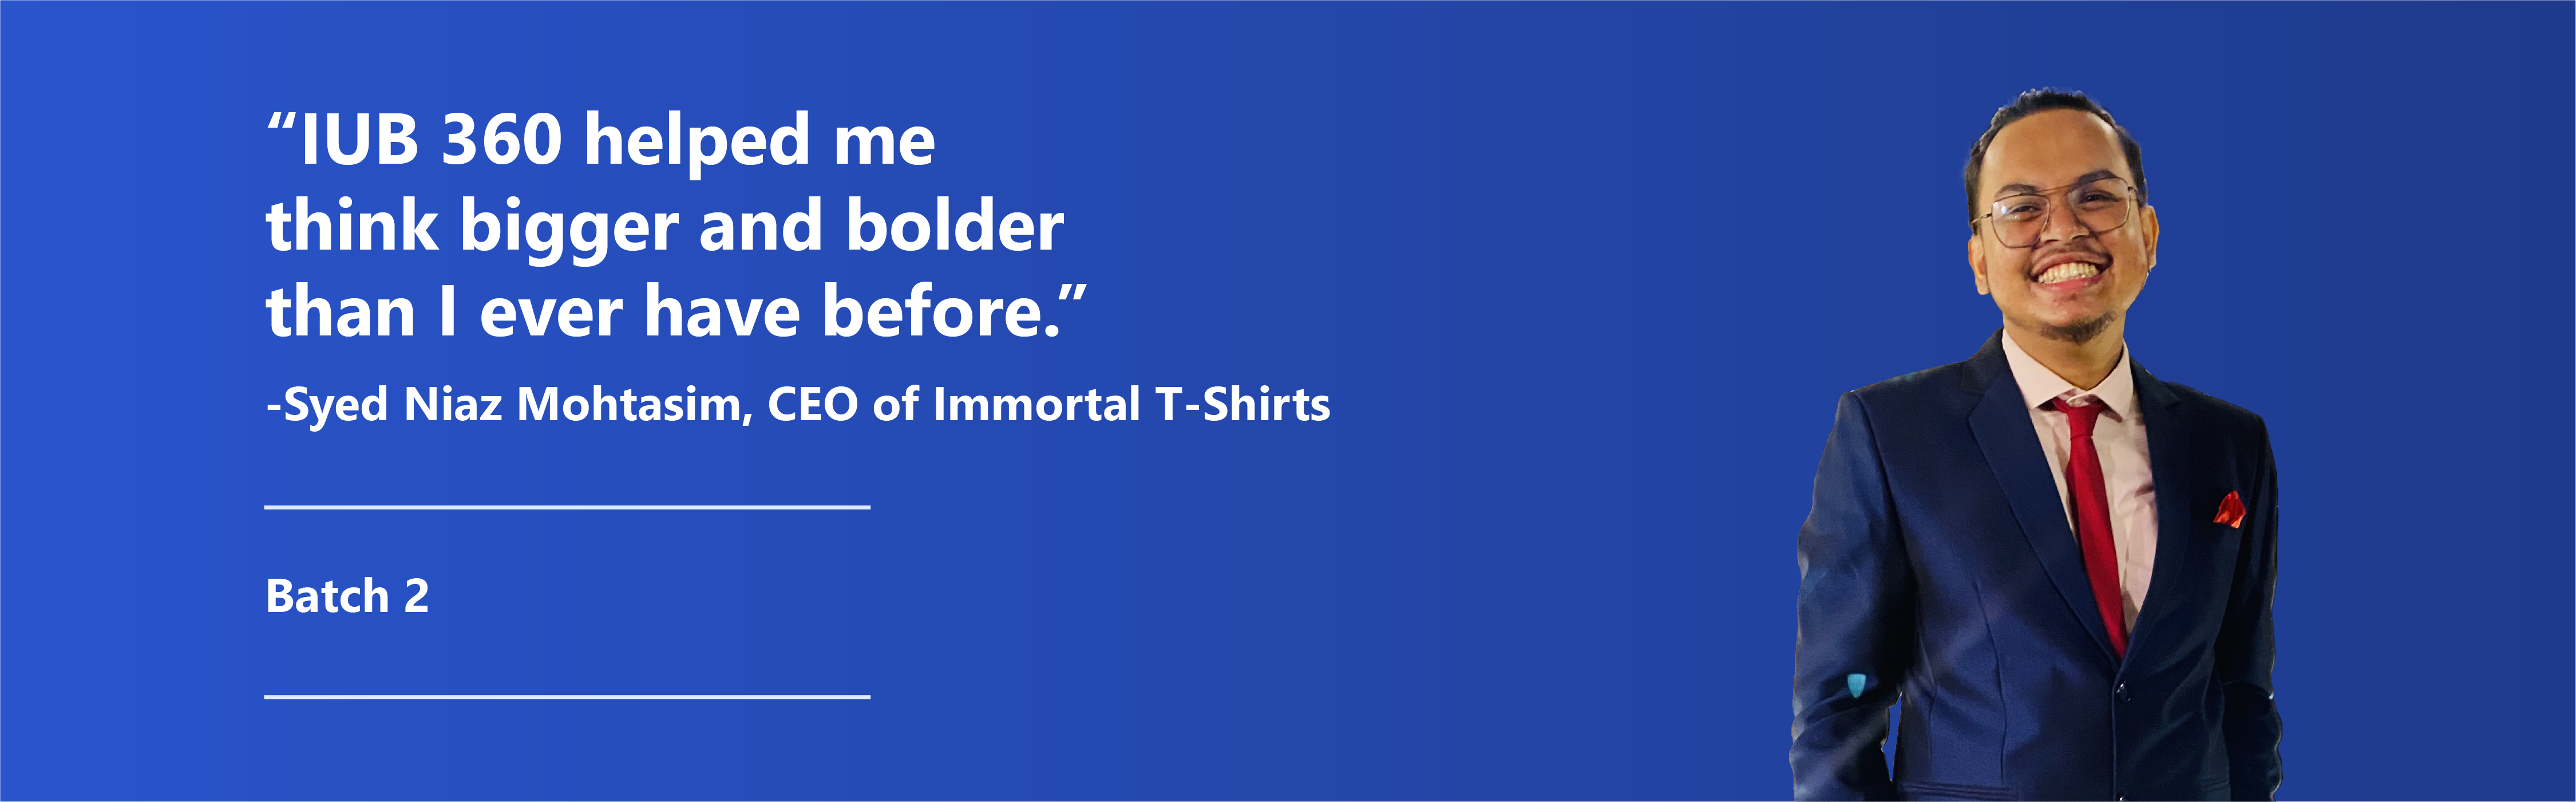 “IUB 360 helped me
think bigger and bolder
than I ever have before.”
-Syed Niaz Mohtasim, CEO of Immortal T-Shirts
Batch 2